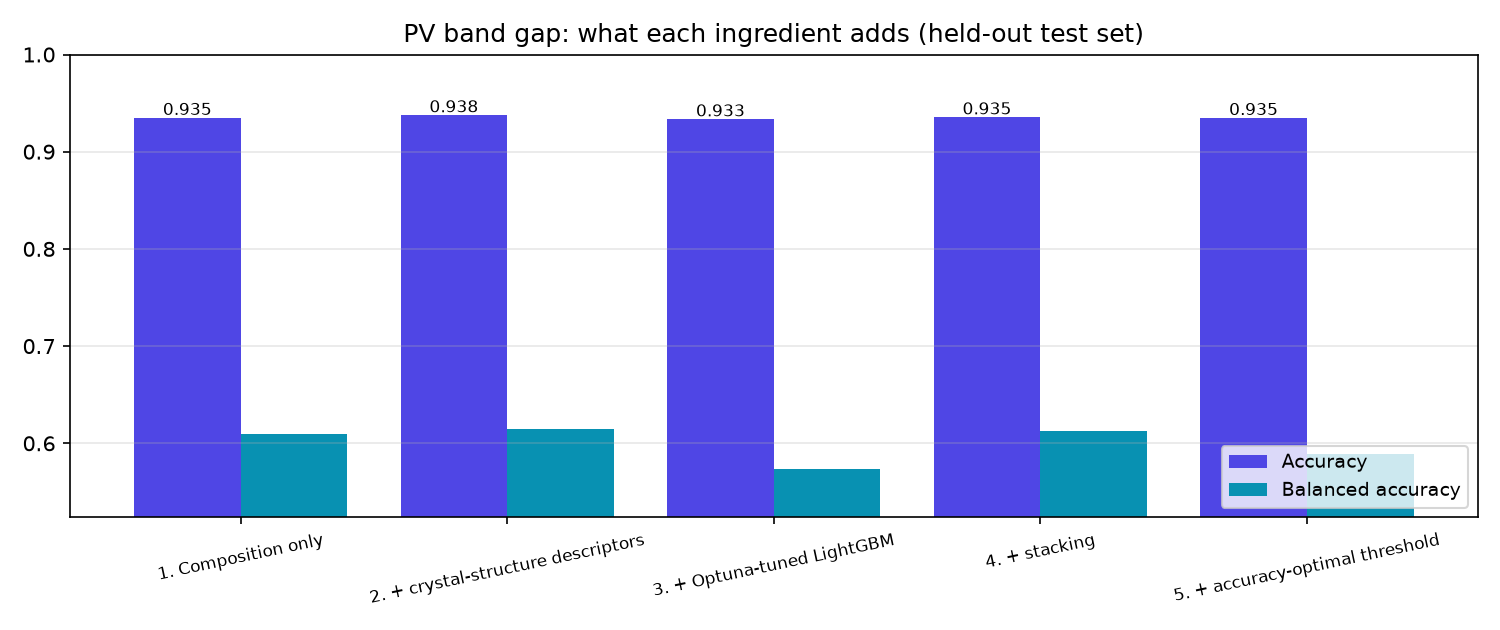 PV band gap: what each ingredient adds (held-out test set)
1.0
0.9
0.8
0.7
0.6
0.935
0.938
0.933
0.935
0.935
Accuracy
Balanced accuracy
1. Composition only
2. + crystal-structure descriptors
3. + Optuna-tuned LightGBM
4. + stacking
5. + accuracy-optimal threshold